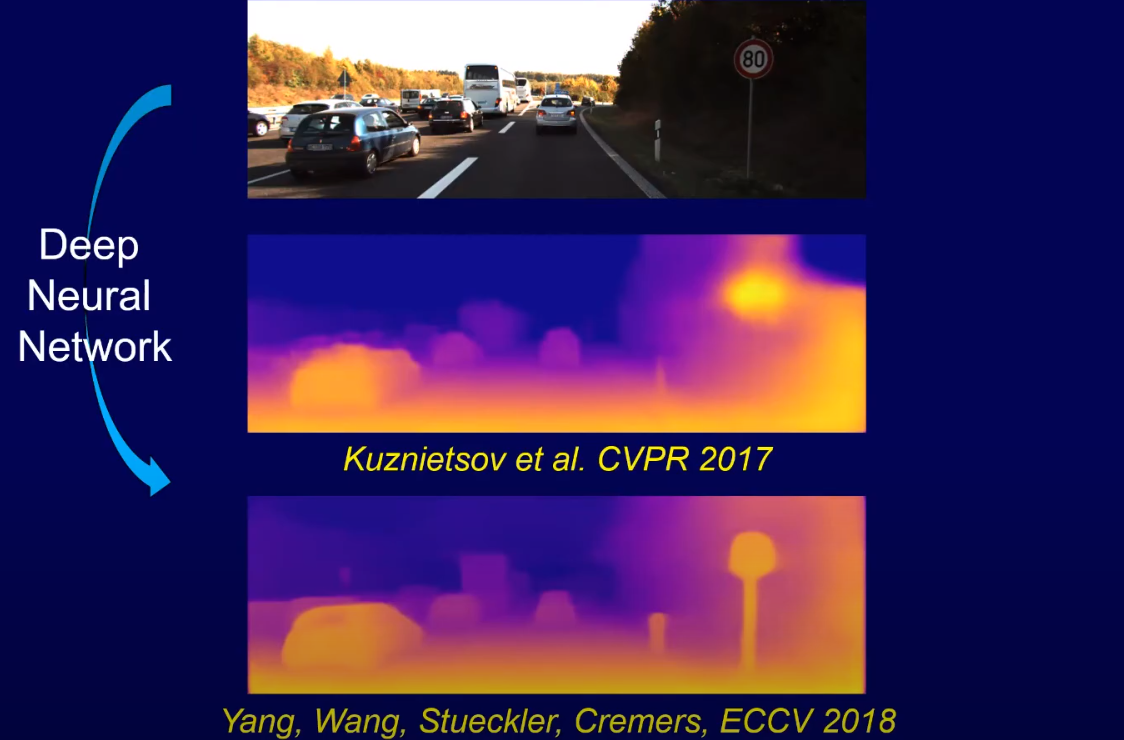 80
Deep
Neural
Network
Kuznietsov et al. CVPR 2017
Yang, Wang, Stueckler, Cremers, ECCV 2018